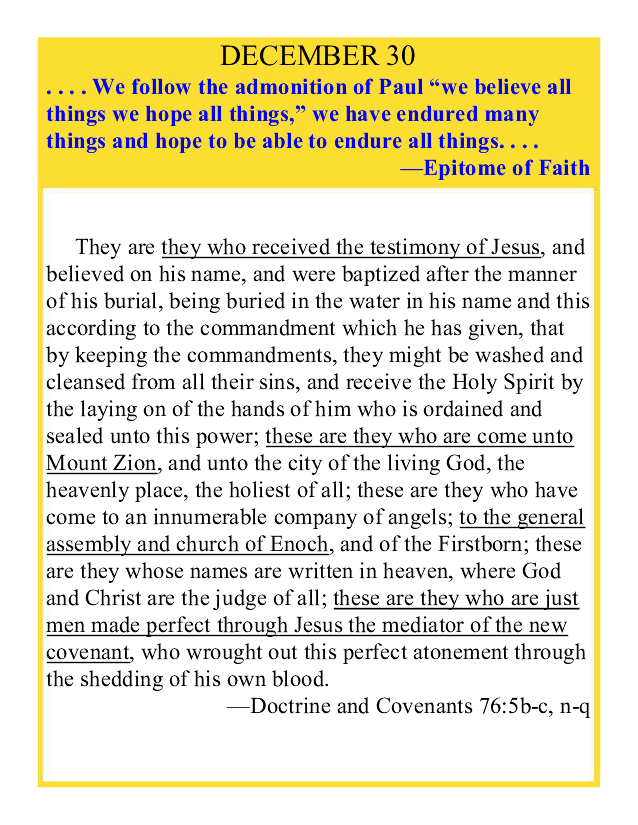 DECEMBER 30
. . . . We follow the admonition of Paul “we believe all
things we hope all things,” we have endured many
things and hope to be able to endure all things. . . .
—Epitome of Faith
They are they who received the testimony of Jesus, and
believed on his name, and were baptized after the manner
of his burial, being buried in the water in his name and this
according to the commandment which he has given, that
by keeping the commandments, they might be washed and
cleansed from all their sins, and receive the Holy Spirit by
the laying on of the hands of him who is ordained and
sealed unto this power; these are they who are come unto
Mount Zion, and unto the city of the living God, the
heavenly place, the holiest of all; these are they who have
come to an innumerable company of angels; to the general
assembly and church of Enoch, and of the Firstborn; these
are they whose names are written in heaven, where God
and Christ are the judge of all; these are they who are just
men made perfect through Jesus the mediator of the new
covenant, who wrought out this perfect atonement through
the shedding of his own blood.
—Doctrine and Covenants 76:5b-c, n-q